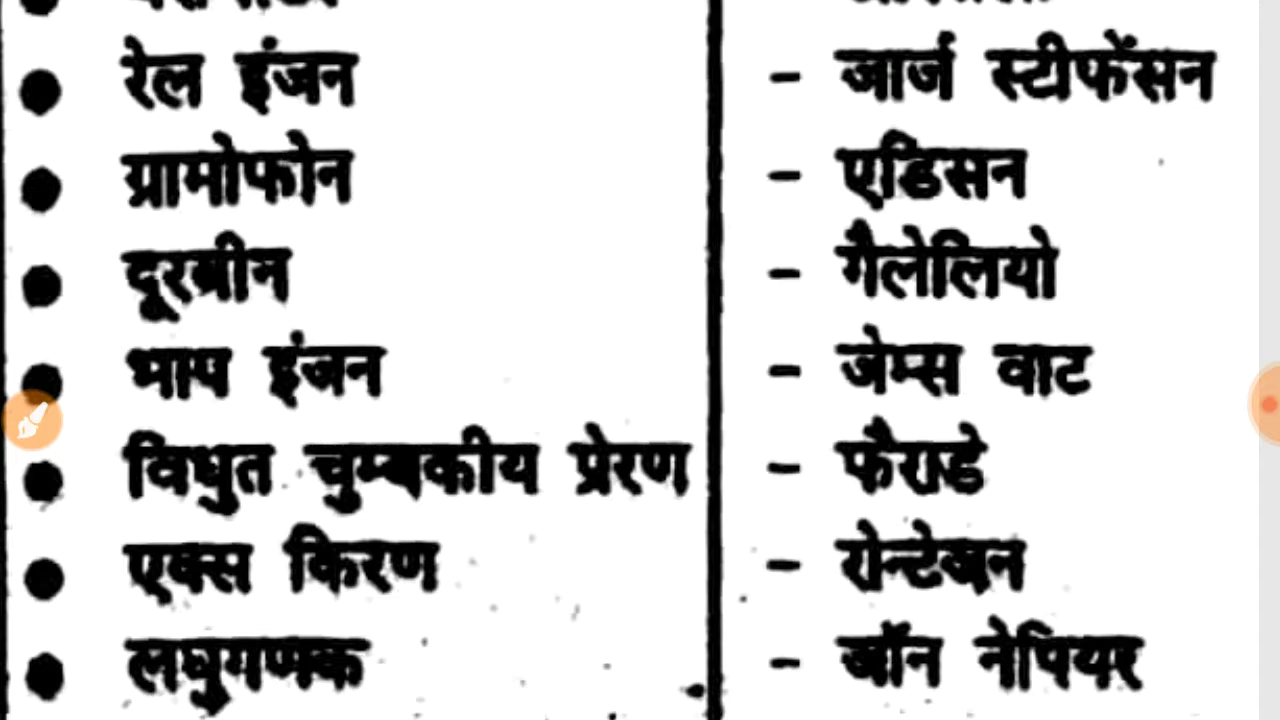 ● रेल इंजन - जार्ज स्टीफेंसन
● ग्रामोफोन - एडिसन
● दूरबीन - गैलेलियो
● भाप इंजन - जेम्स वाट
● विधुत चुम्बकीय प्रेरण - फैराडे
● एक्स किरण - रोन्टेजन
● लघुगणक - जॉन नेपियर